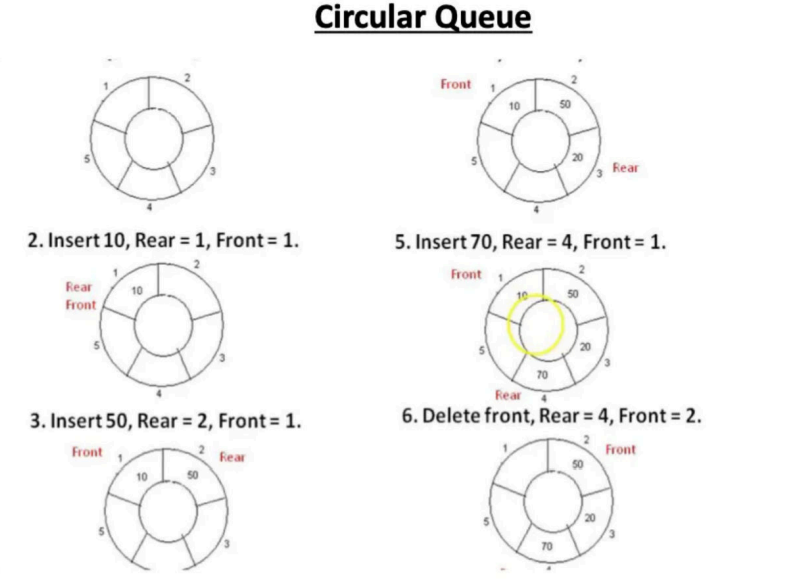 Circular Queue
1
2
5
3
4
2. Insert 10, Rear = 1, Front = 1.
1
2
Rear
10
Front
5
3
4
3. Insert 50, Rear = 2, Front = 1.
Front
1
2
Rear
10
50
5
3
Front
1
2
10
50
5
20
3
Rear
4
5. Insert 70, Rear = 4, Front = 1.
Front
1
2
10
50
5
20
3
70
Rear
4
6. Delete front, Rear = 4, Front = 2.
1
2
Front
50
5
20
3
70